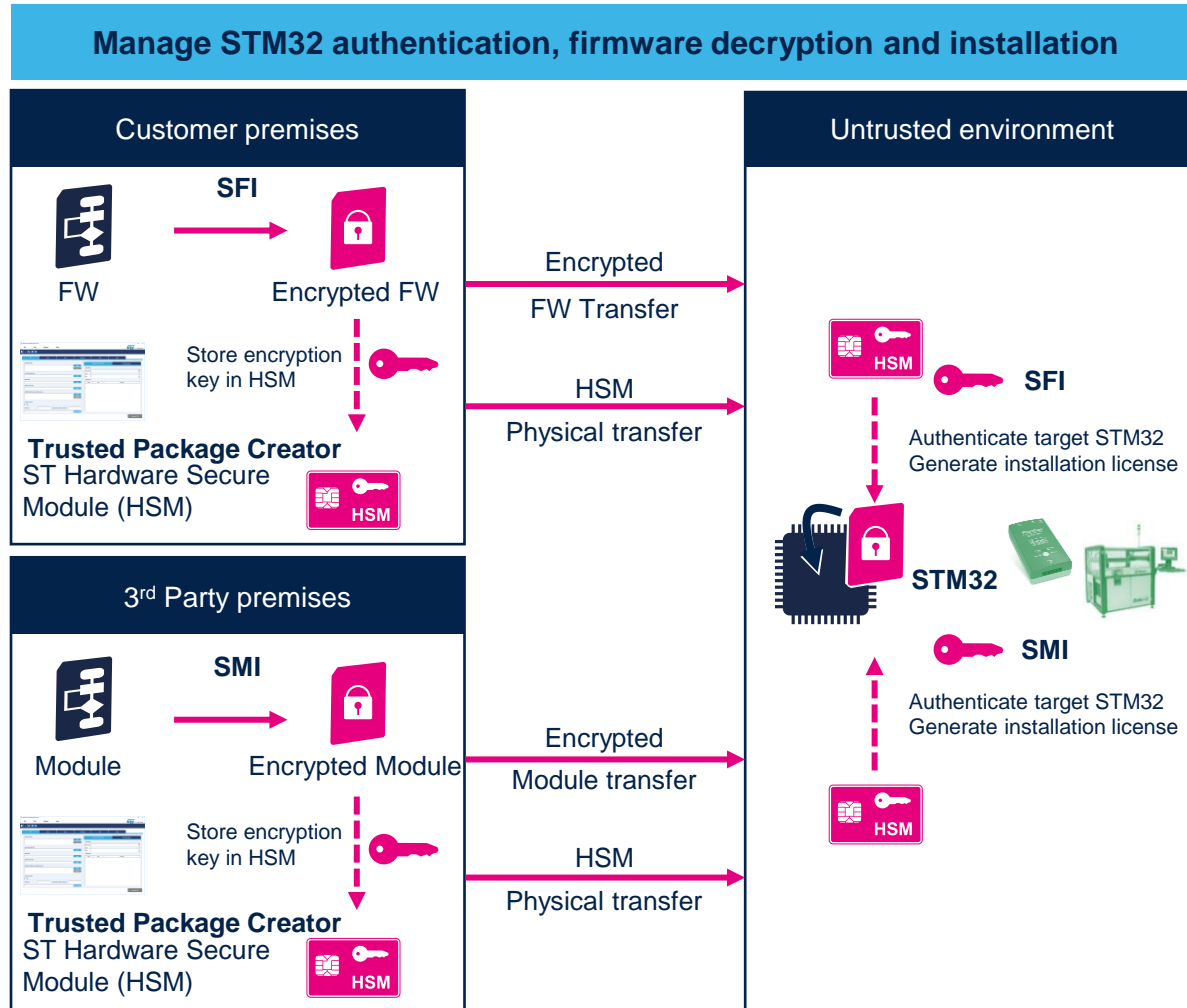 Manage STM32 authentication, firmware decryption and installation
Customer premises
SFI
FW
Encrypted FW
Store encryption
key in HSM
Trusted Package Creator
ST Hardware Secure
Module (HSM)
HSM
3rd Party premises
SMI
Module
Encrypted Module
Store encryption
key in HSM
Trusted Package Creator
ST Hardware Secure
Module (HSM)
HSM
Encrypted
FW Transfer
HSM
Physical transfer
Encrypted
Module transfer
HSM
Physical transfer
Untrusted environment
HSM
SFI
Authenticate target STM32
Generate installation license
STM32
SMI
Authenticate target STM32
Generate installation license
HSM